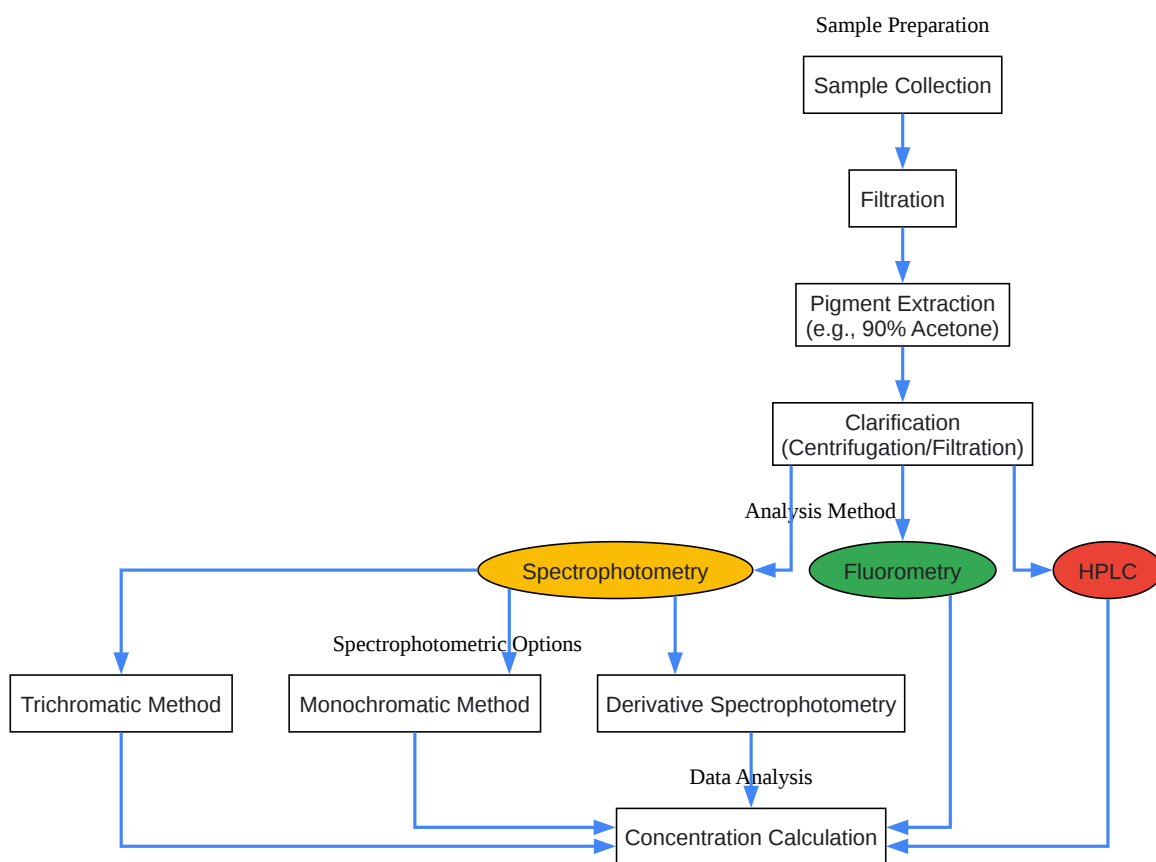 Sample Preparation
Sample Collection
Filtration
Pigment Extraction
(e.g., 90% Acetone)
Clarification
(Centrifugation/Filtration)
Analysis Method
Spectrophotometry
Fluorometry
HPLC
Spectrophotometric Options
Trichromatic Method
Monochromatic Method
Derivative Spectrophotometry
Data Analysis
Concentration Calculation